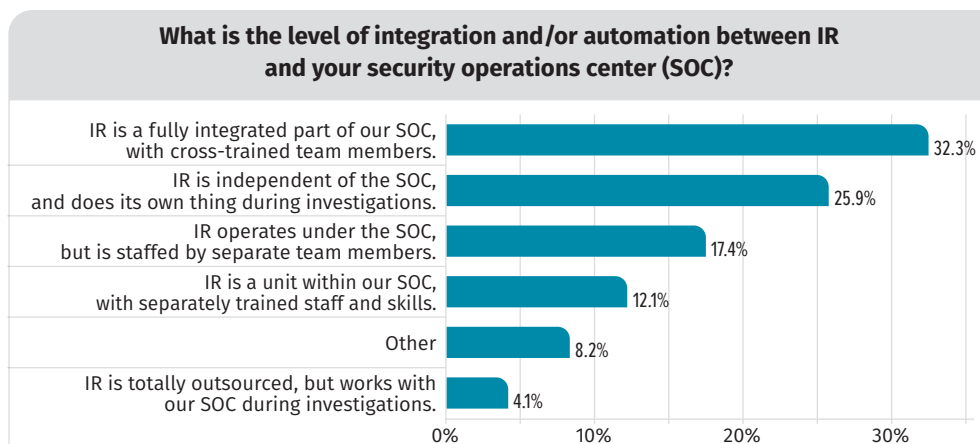 What is the level of integration and/or automation between IR
and your security operations center (SOC)?
IR is a fully integrated part of our SOC,
with cross-trained team members.
32.3%
IR is independent of the SOC,
and does its own thing during investigations.
25.9%
IR operates under the SOC,
but is staffed by separate team members.
17.4%
IR is a unit within our SOC,
with separately trained staff and skills.
12.1%
Other
8.2%
IR is totally outsourced, but works with
our SOC during investigations.
4.1%
0% 10% 20% 30%